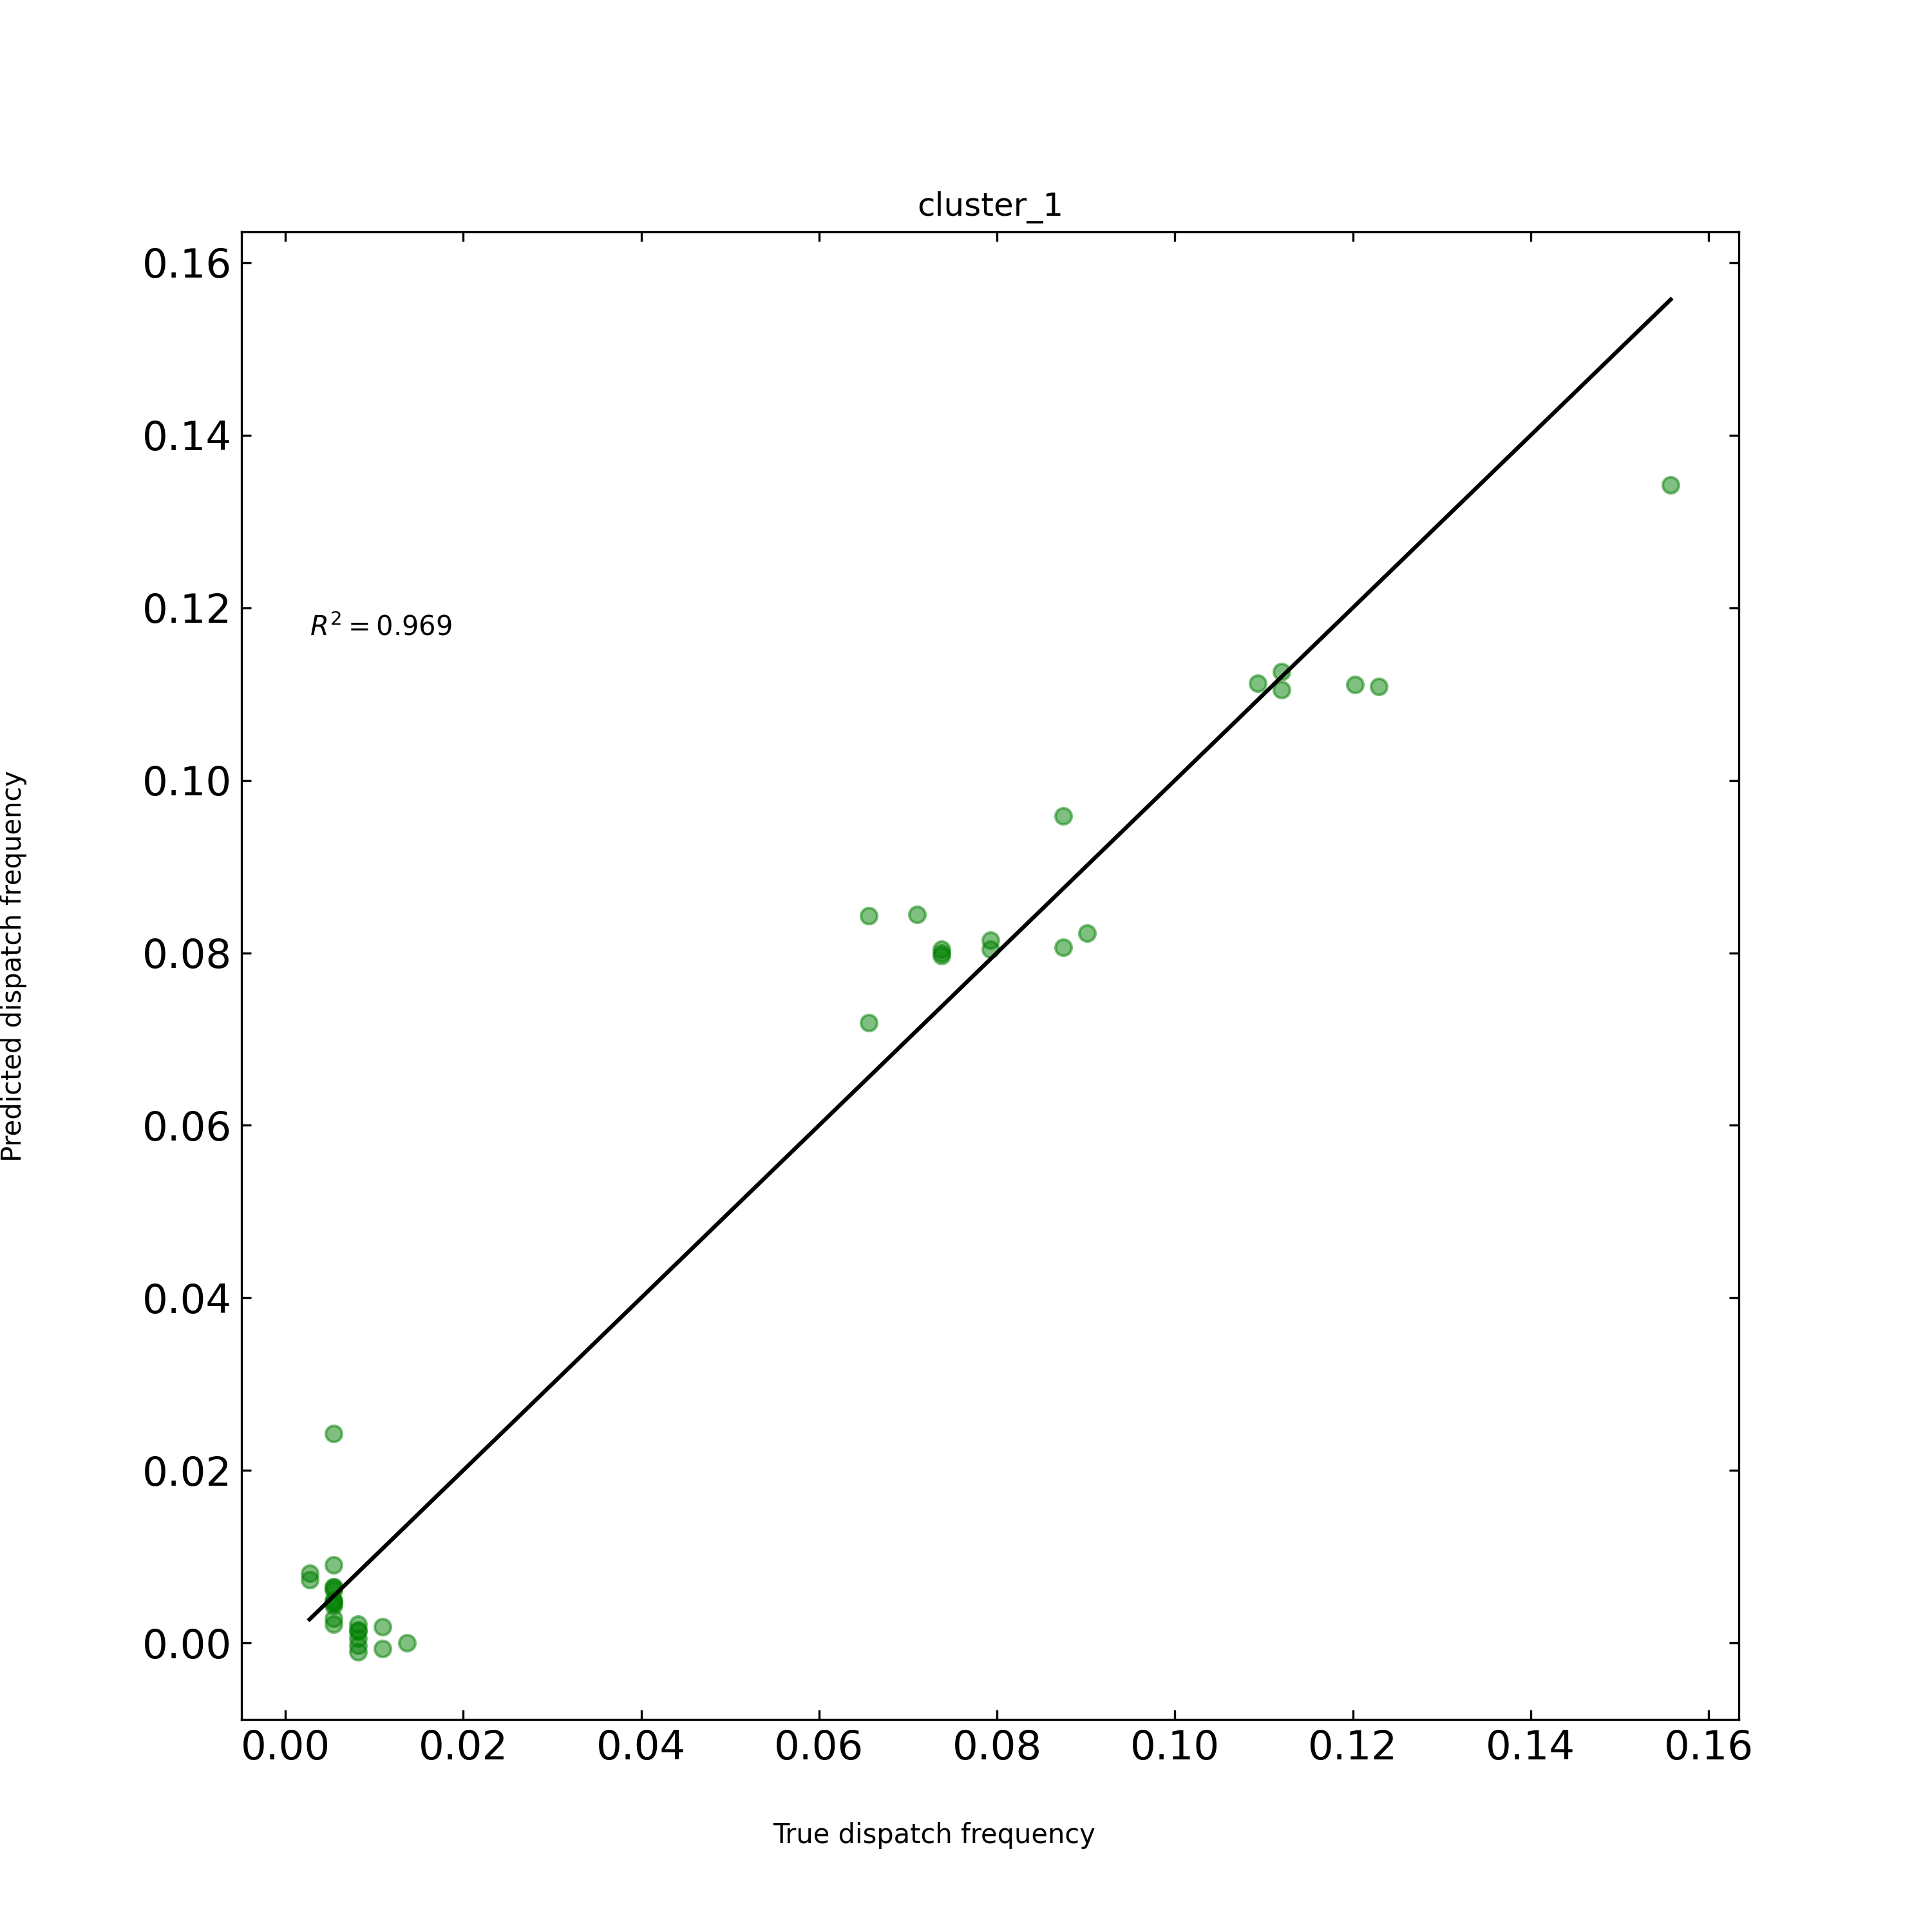 cluster_1
0.16
0.14
0.12
R² = 0.969
0.10
0.08
Predicted dispatch frequency
0.06
0.04
0.02
0.00
0.00 0.02 0.04 0.06 0.08 0.10 0.12 0.14 0.16
True dispatch frequency